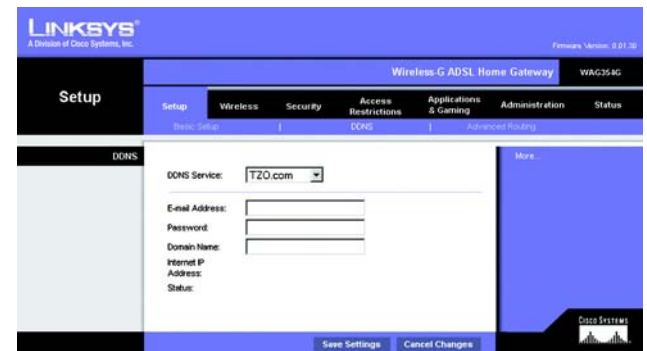 LINKSYS®
A Division of Cisco Systems, Inc.
Firmware Version: 0.01.30
Wireless-G ADSL Home Gateway WAG354G
Setup
Setup Wireless Security Access Restrictions Applications & Gaming Administration Status
Basic Setup | DDNS | Advanced Routing
DDNS
More...
DDNS Service: TZO.com
E-mail Address:
Password:
Domain Name:
Internet IP
Address:
Status:
Save Settings Cancel Changes
CISCO SYSTEMS